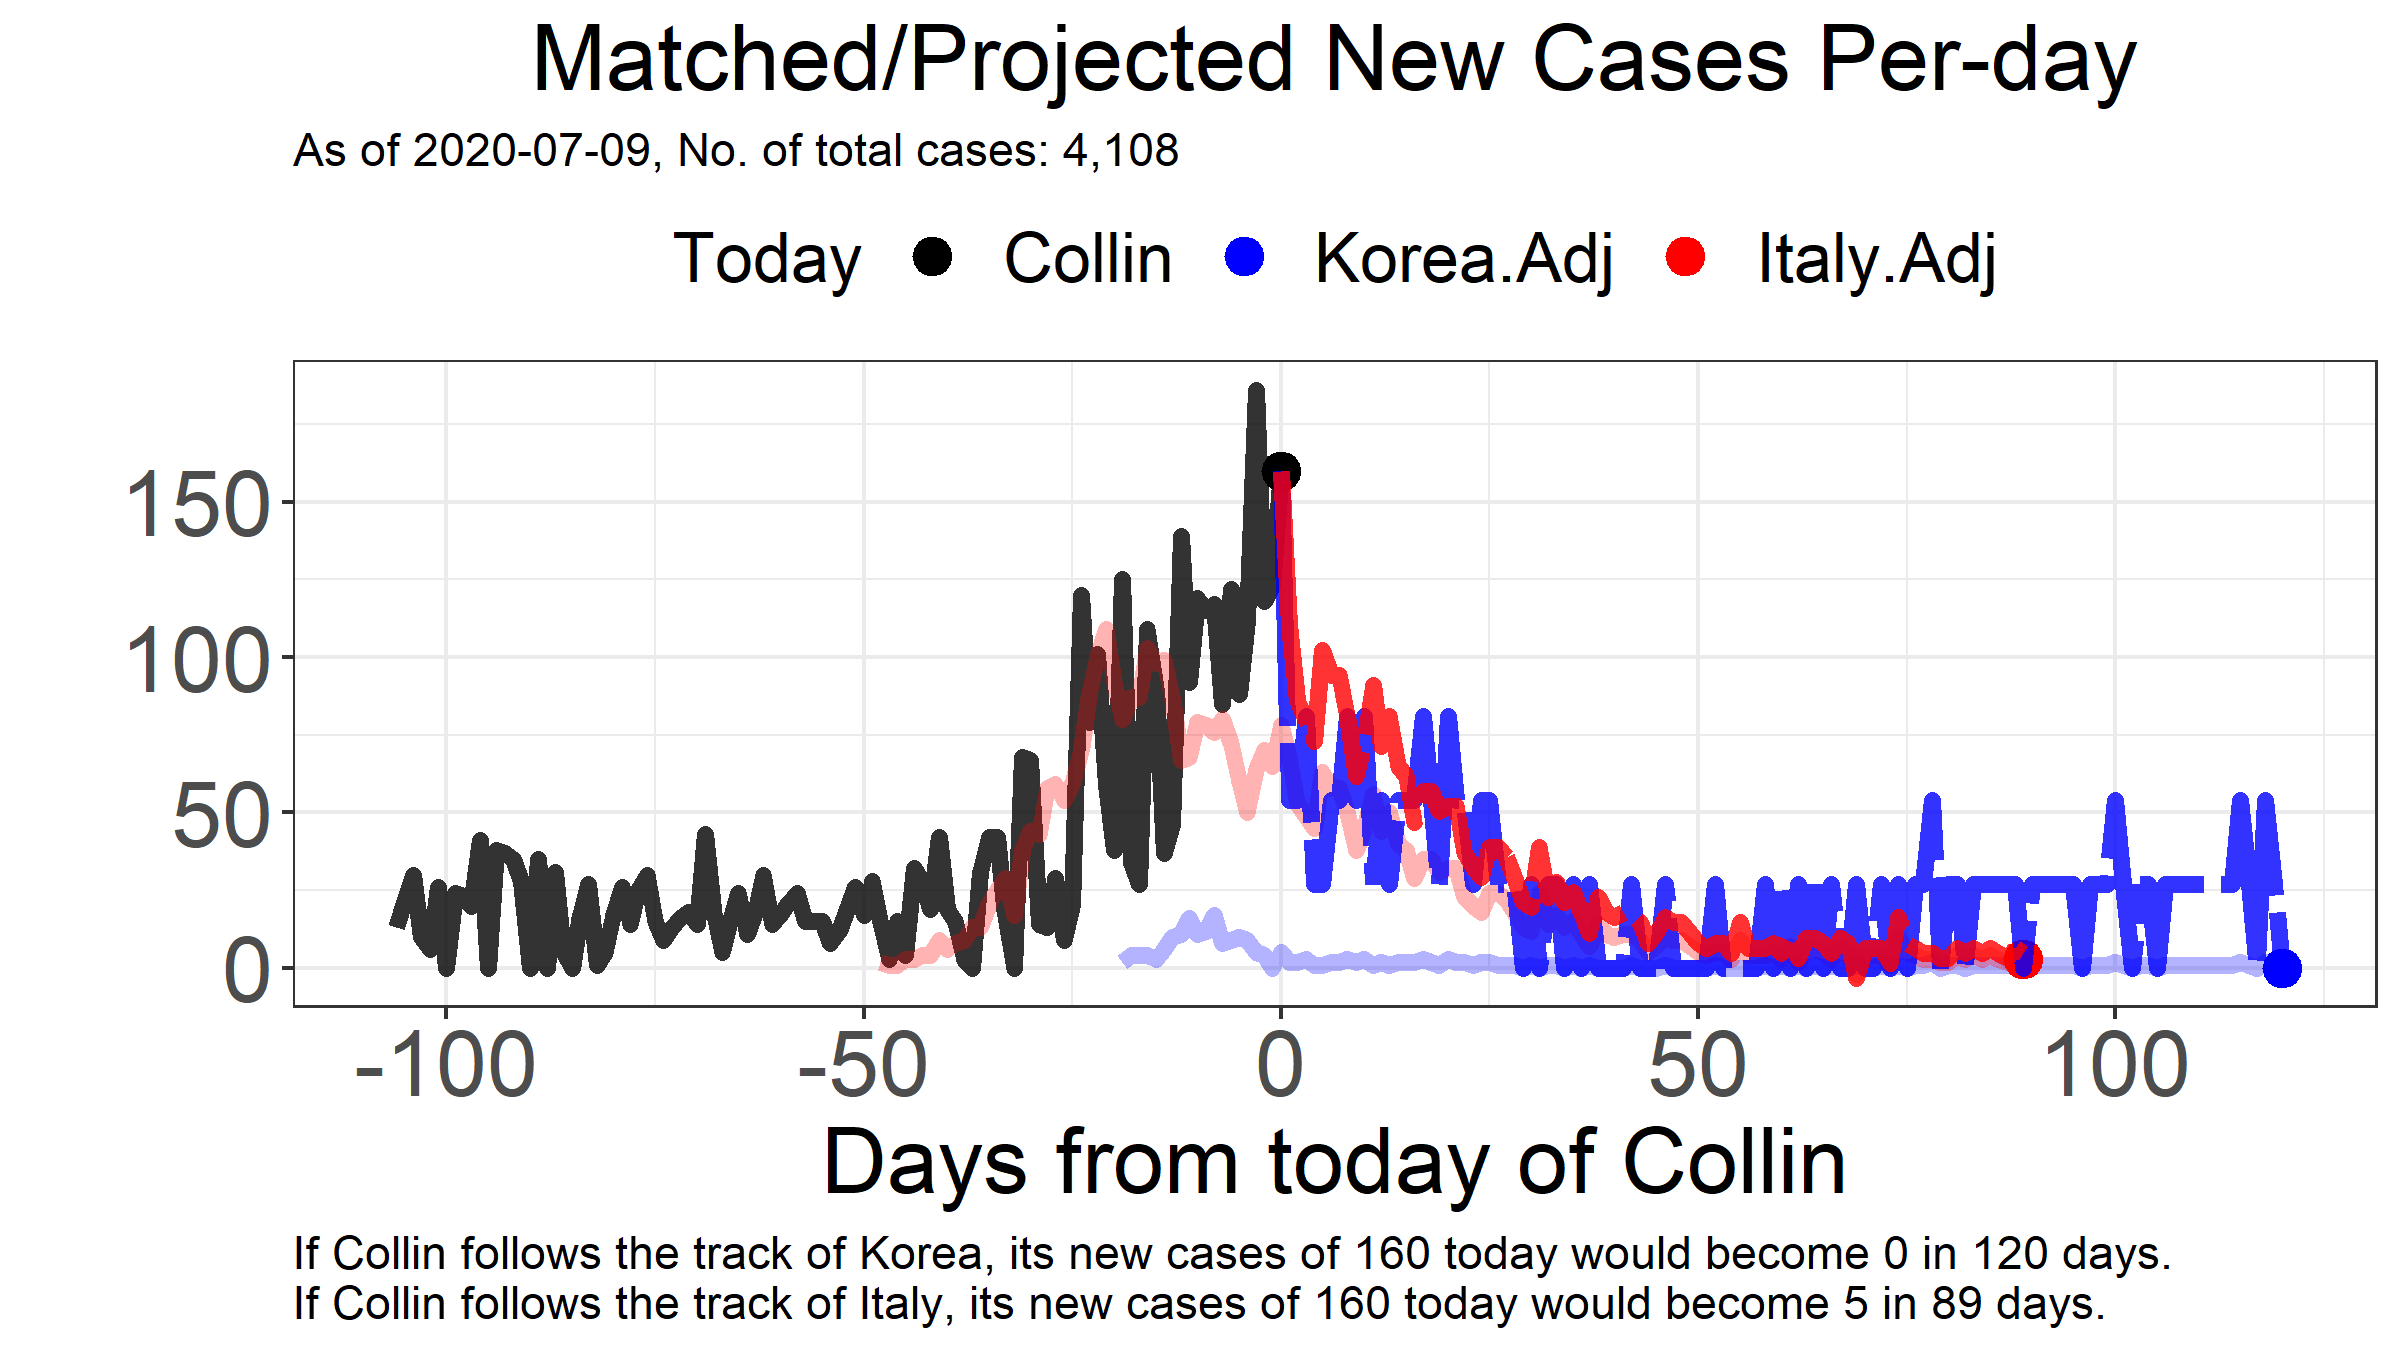 Matched/Projected New Cases Per-day
As of 2020-07-09, No. of total cases: 4,108
Today Collin Korea.Adj Italy.Adj
150
100
50
0
-100 -50 0 50 100
Days from today of Collin
If Collin follows the track of Korea, its new cases of 160 today would become 0 in 120 days.
If Collin follows the track of Italy, its new cases of 160 today would become 5 in 89 days.